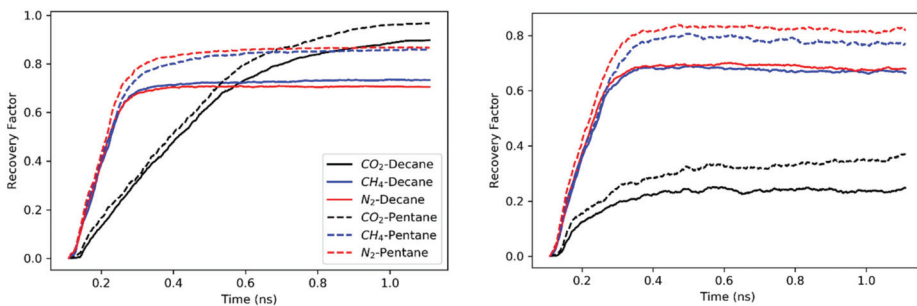 1.0
0.8
0.6
0.4
0.2
0.0
Recovery Factor
0.2 0.4 0.6 0.8 1.0
Time (ns)
CO2-Decane
CH4-Decane
N2-Decane
CO2-Pentane
CH4-Pentane
N2-Pentane
0.8
0.6
0.4
0.2
0.0
Recovery Factor
0.2 0.4 0.6 0.8 1.0
Time (ns)